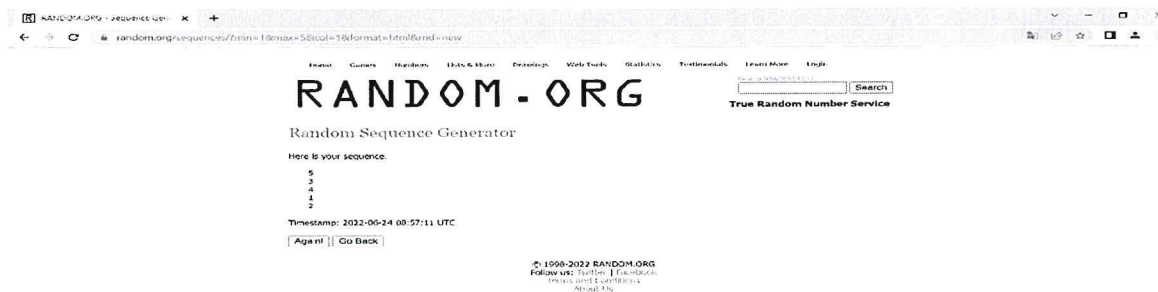 RANDOM.ORG - Sequence Gen
random.org/sequences/?min=1&max=5&col=1&format=html&rnd=new
Home Games Numbers Lists & More Drawings Web Tools Statistics Testimonials Learn More Login
RANDOM.ORG
Search
True Random Number Service
Random Sequence Generator
Here is your sequence:
5
3
4
1
2
Timestamp: 2022-06-24 08:57:11 UTC
Again! Go Back
© 1998-2022 RANDOM.ORG
Follow us: Twitter | Facebook
Terms and Conditions
About Us